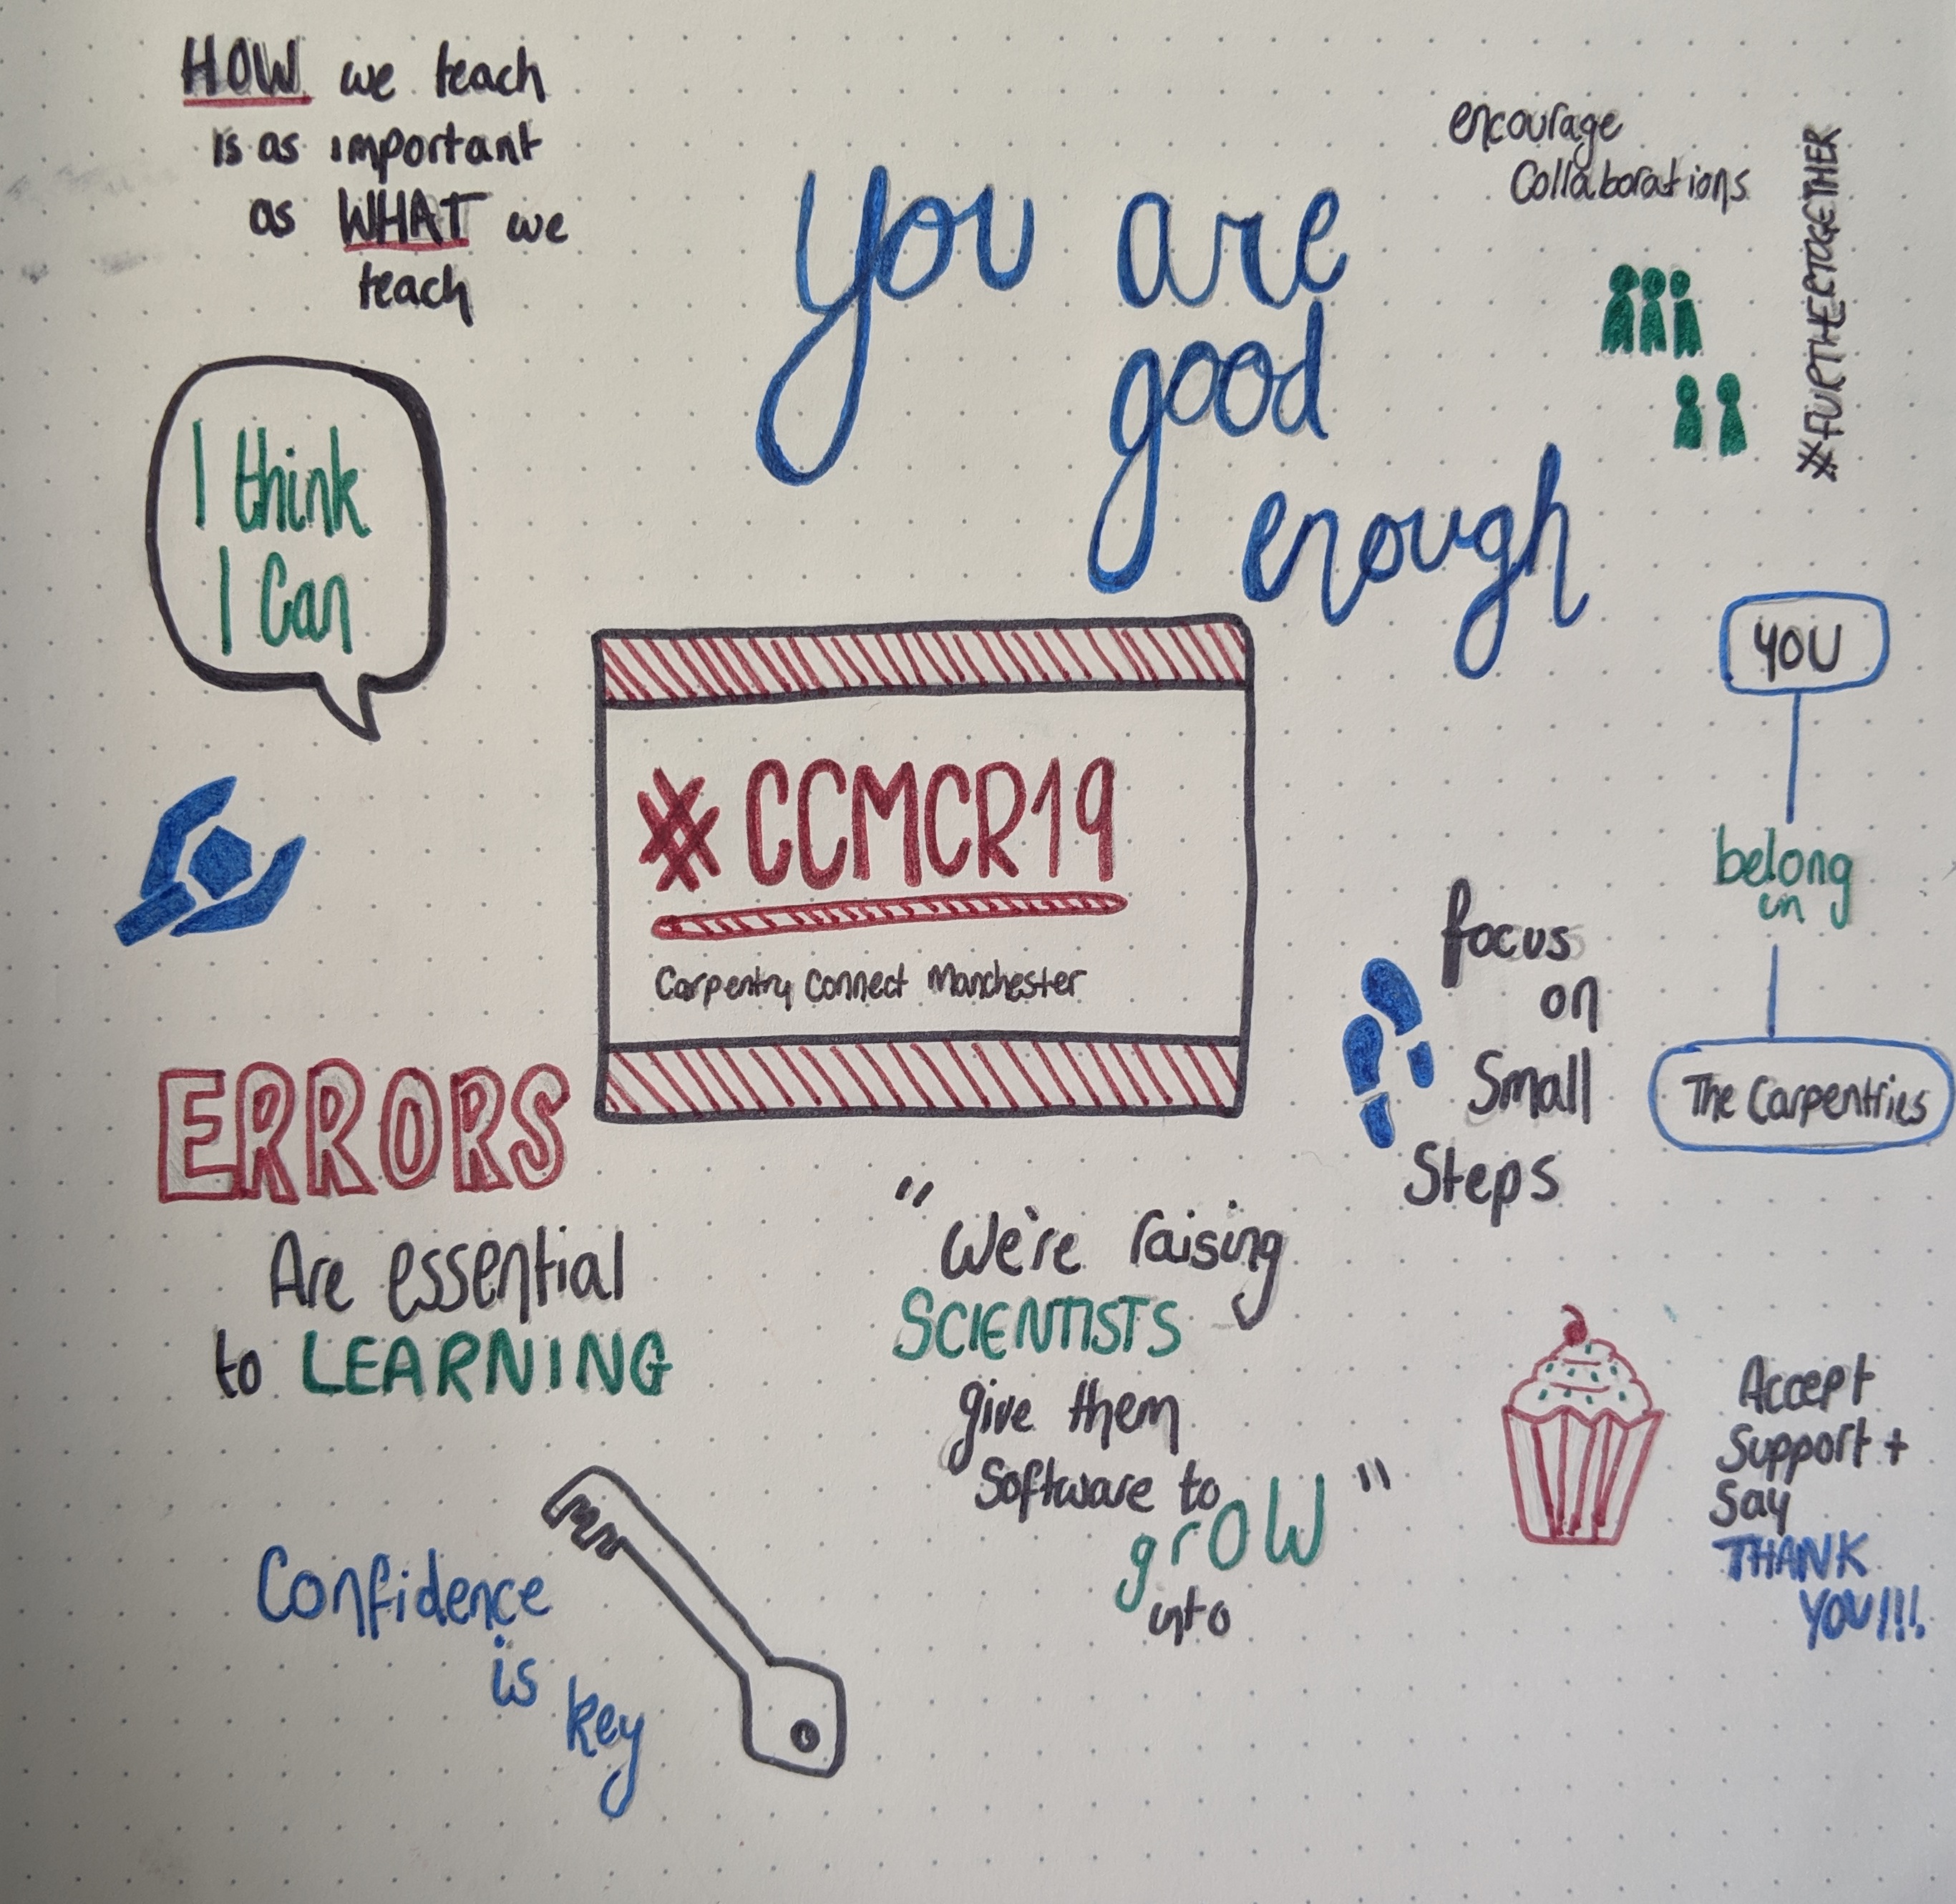 HOW we teach
is as important
as WHAT we
teach
you are
good
enough
encourage
Collaborations
#FURTHERTOGETHER
I think
I Can
#CCMCR19
Carpentry Connect Manchester
YOU
belong
in
The Carpentries
focus
on
Small
Steps
ERRORS
Are essential
to LEARNING
"We're raising
SCIENTISTS
give them
Software to
grow"
into
Confidence
is
key
Accept
Support +
Say
THANK
YOU!!!